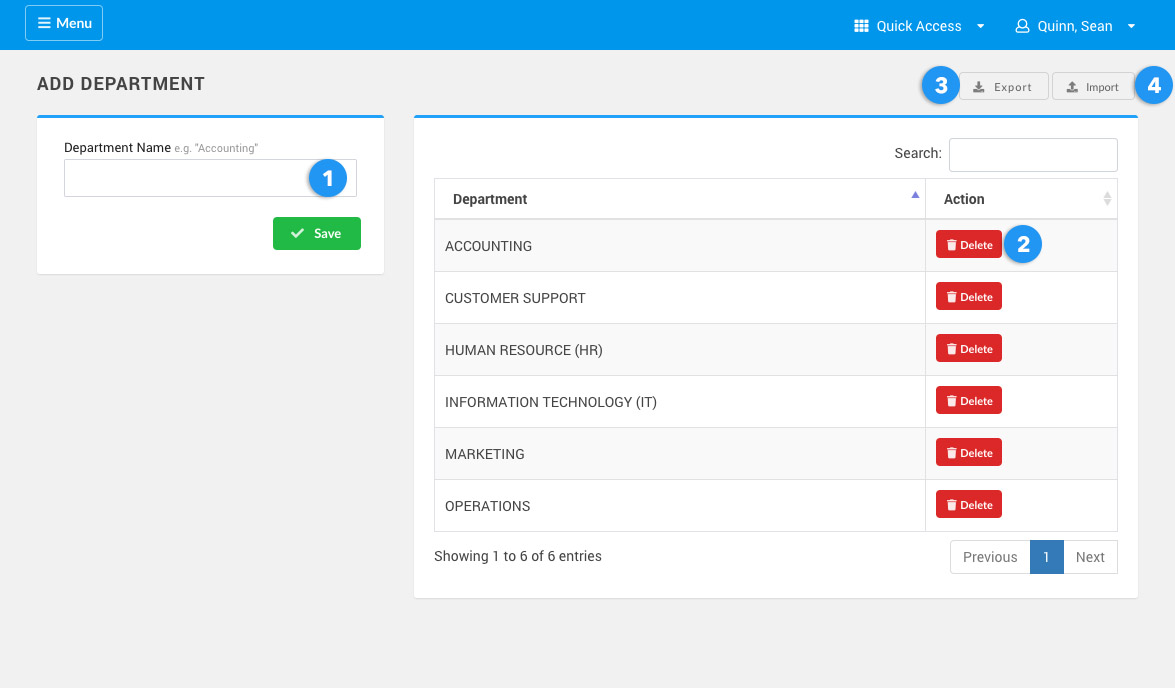 Menu
Quick Access
Quinn, Sean
ADD DEPARTMENT
3
Export
Import
4
Department Name e.g. "Accounting"
1
Save
Search:
Department
Action
ACCOUNTING
Delete
2
CUSTOMER SUPPORT
Delete
HUMAN RESOURCE (HR)
Delete
INFORMATION TECHNOLOGY (IT)
Delete
MARKETING
Delete
OPERATIONS
Delete
Showing 1 to 6 of 6 entries
Previous
1
Next